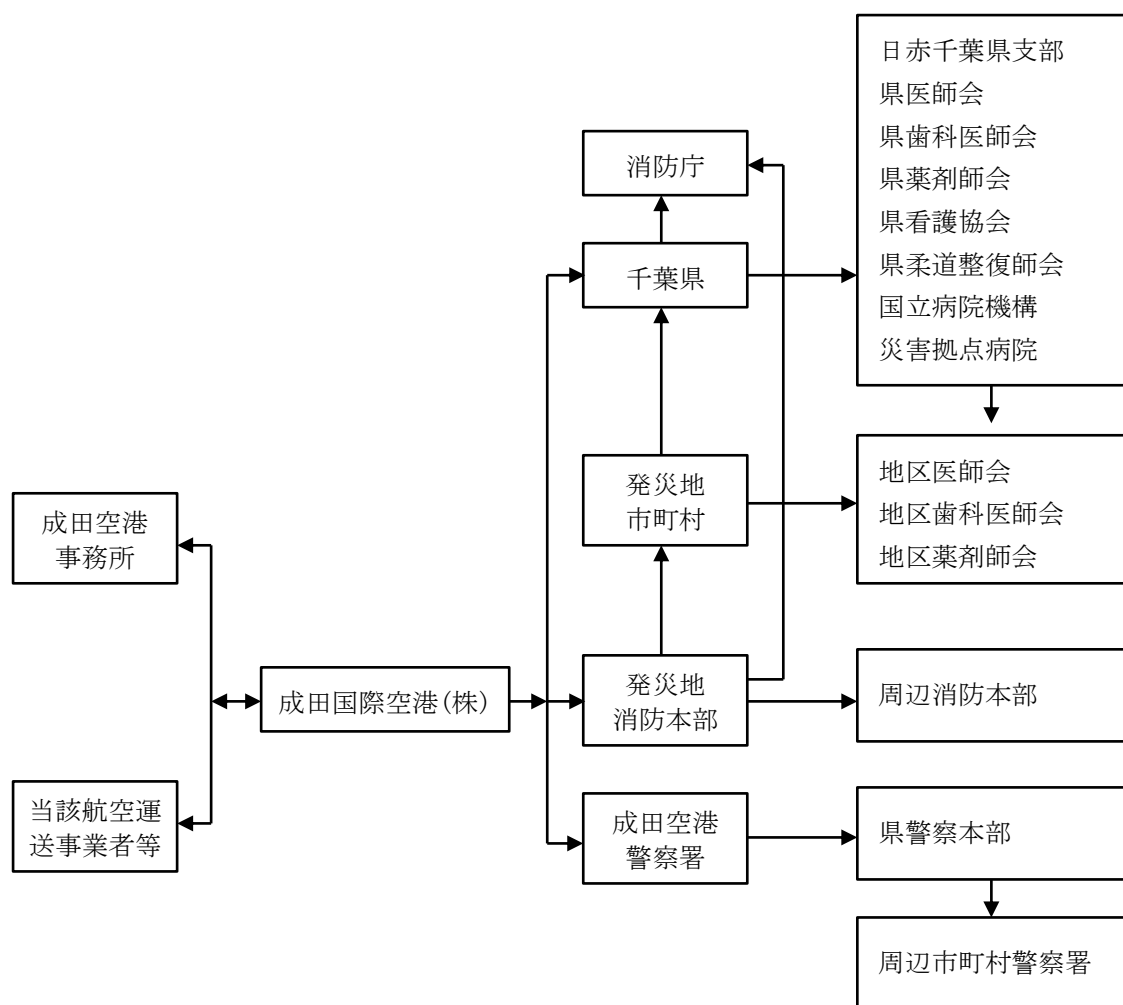 日赤千葉県支部
県医師会
県歯科医師会
県薬剤師会
県看護協会
県柔道整復師会
国立病院機構
災害拠点病院
消防庁
千葉県
発災地
市町村
地区医師会
地区歯科医師会
地区薬剤師会
成田空港
事務所
成田国際空港(株)
発災地
消防本部
周辺消防本部
当該航空運
送事業者等
成田空港
警察署
県警察本部
周辺市町村警察署